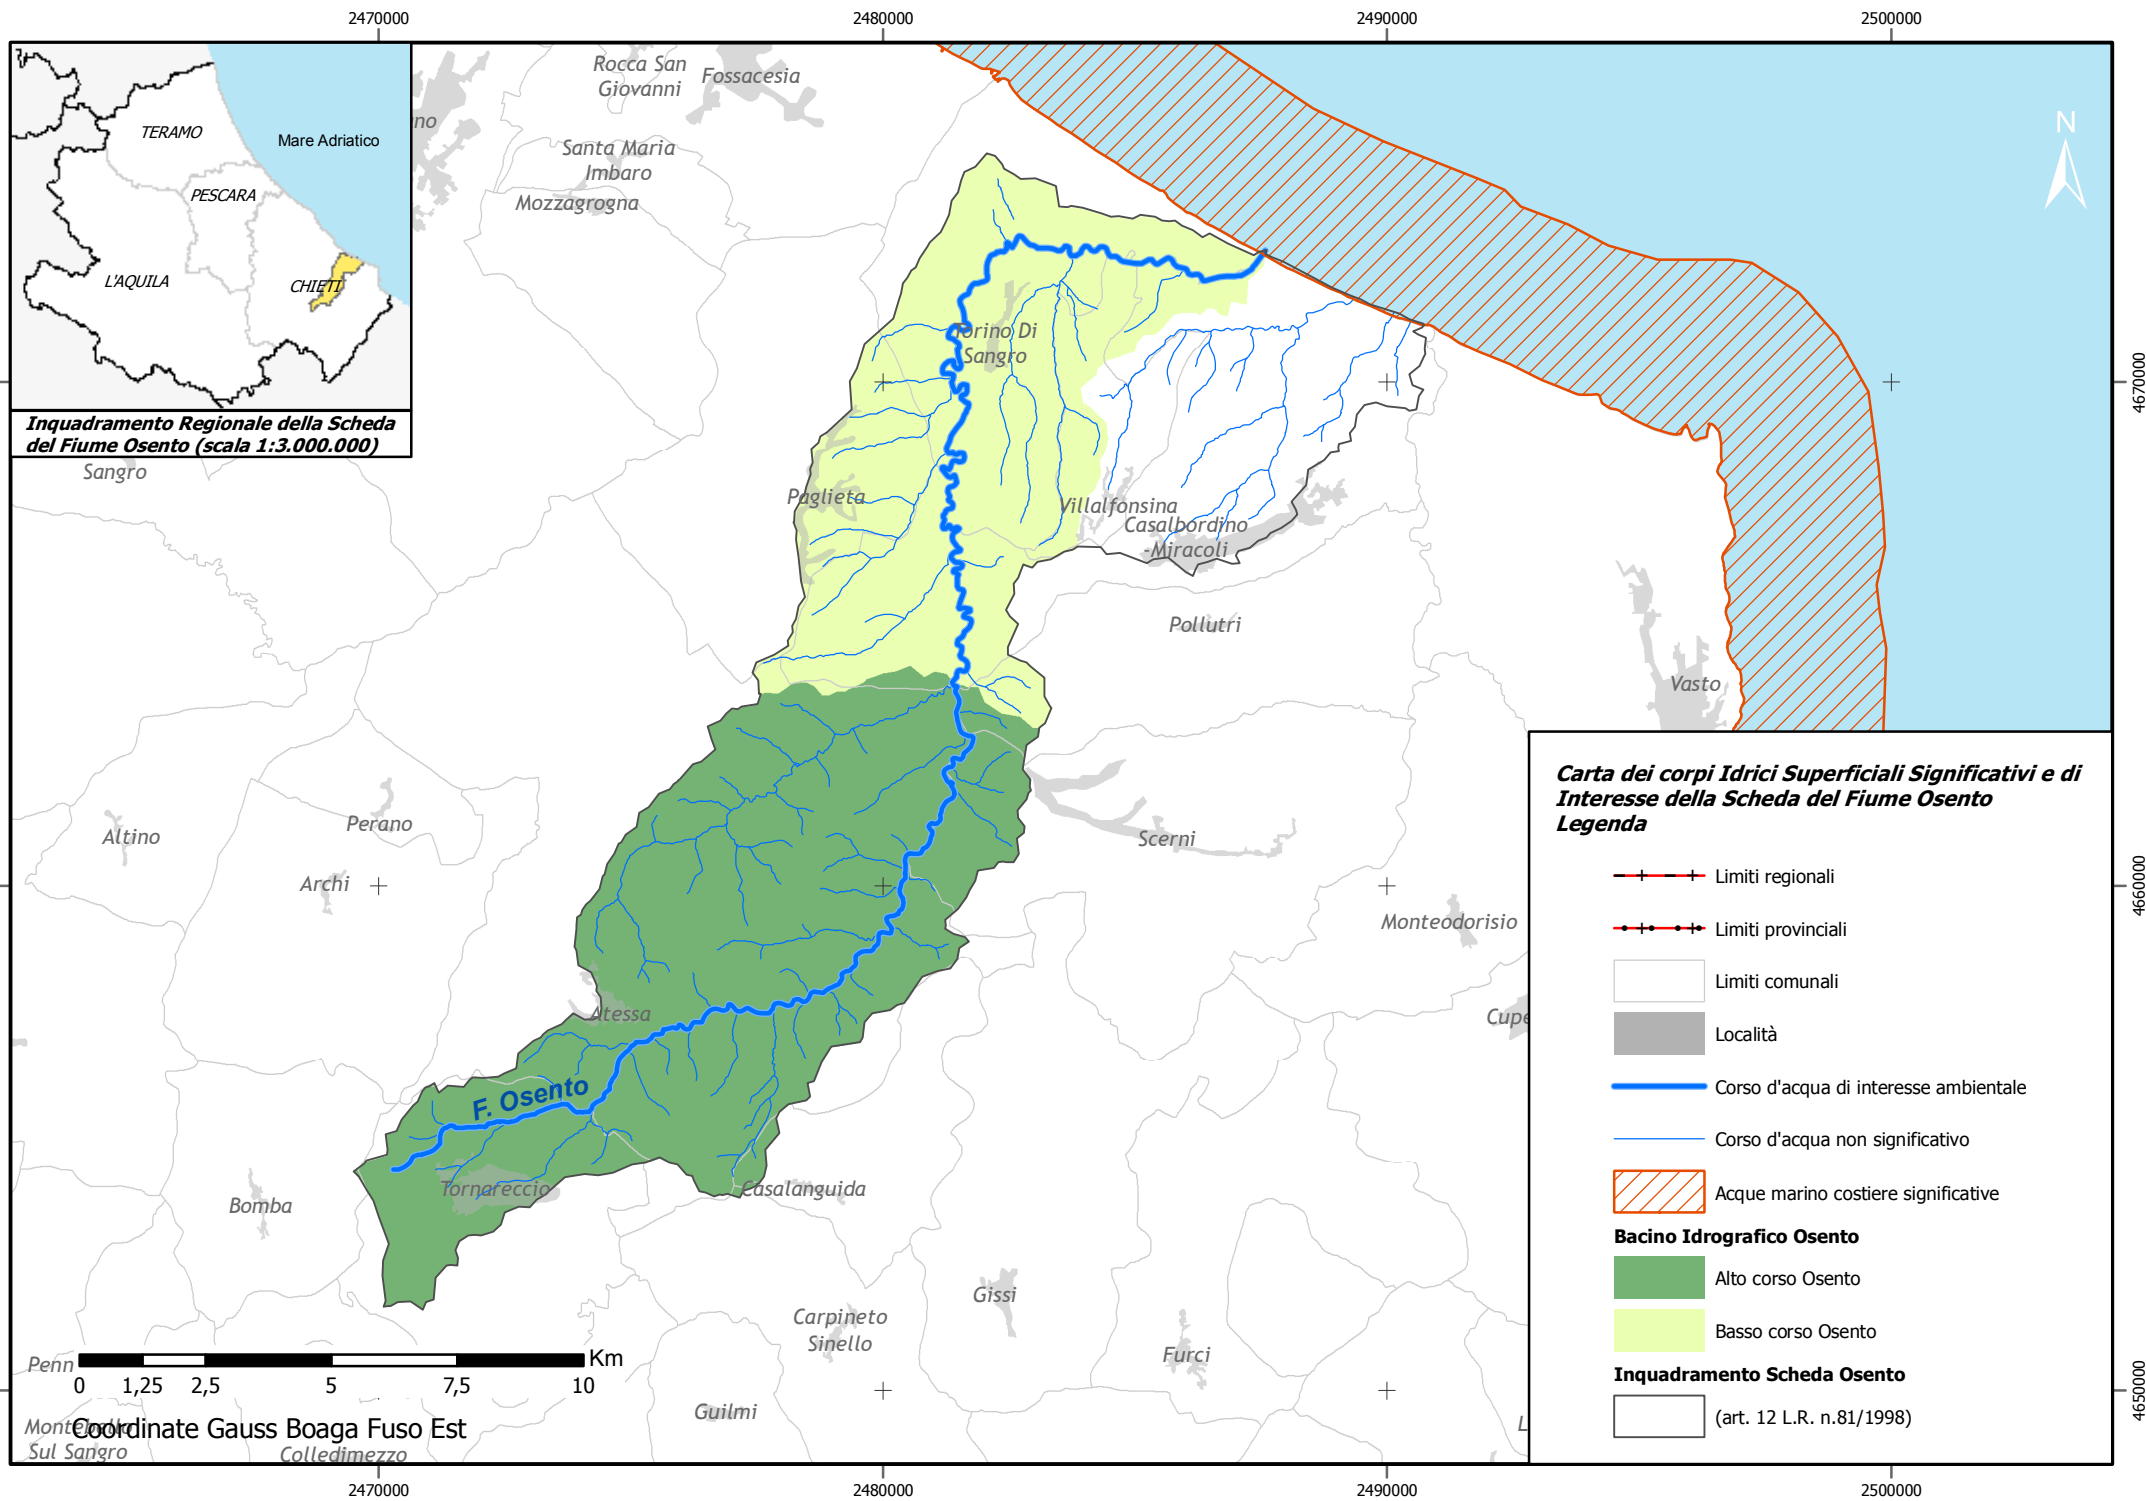 2470000
2480000
2490000
2500000
TERAMO
Mare Adriatico
PESCARA
L'AQUILA
CHIETI
Inquadramento Regionale della Scheda
del Fiume Osento (scala 1:3.000.000)
Rocca San
Giovanni
Fossacesia
ano
Santa Maria
Imbaro
Mozzagrogna
Sangro
Torino Di
Sangro
Paglieta
Villalfonsina
Casalbordino
-Miracoli
Pollutri
Vasto
Altino
Perano
Archi
Scerni
Monteodorisio
Cupe
Atessa
F. Osento
Tornareccio
Casalanguida
Bomba
Gissi
Carpineto
Sinello
Furci
Guilmi
Penn
Montebello
Sul Sangro
Colledimezzo
L
N
4670000
4660000
4650000
Carta dei corpi Idrici Superficiali Significativi e di
Interesse della Scheda del Fiume Osento
Legenda
Limiti regionali
Limiti provinciali
Limiti comunali
Località
Corso d'acqua di interesse ambientale
Corso d'acqua non significativo
Acque marino costiere significative
Bacino Idrografico Osento
Alto corso Osento
Basso corso Osento
Inquadramento Scheda Osento
(art. 12 L.R. n.81/1998)
Km
0 1,25 2,5 5 7,5 10
Coordinate Gauss Boaga Fuso Est
2470000
2480000
2490000
2500000